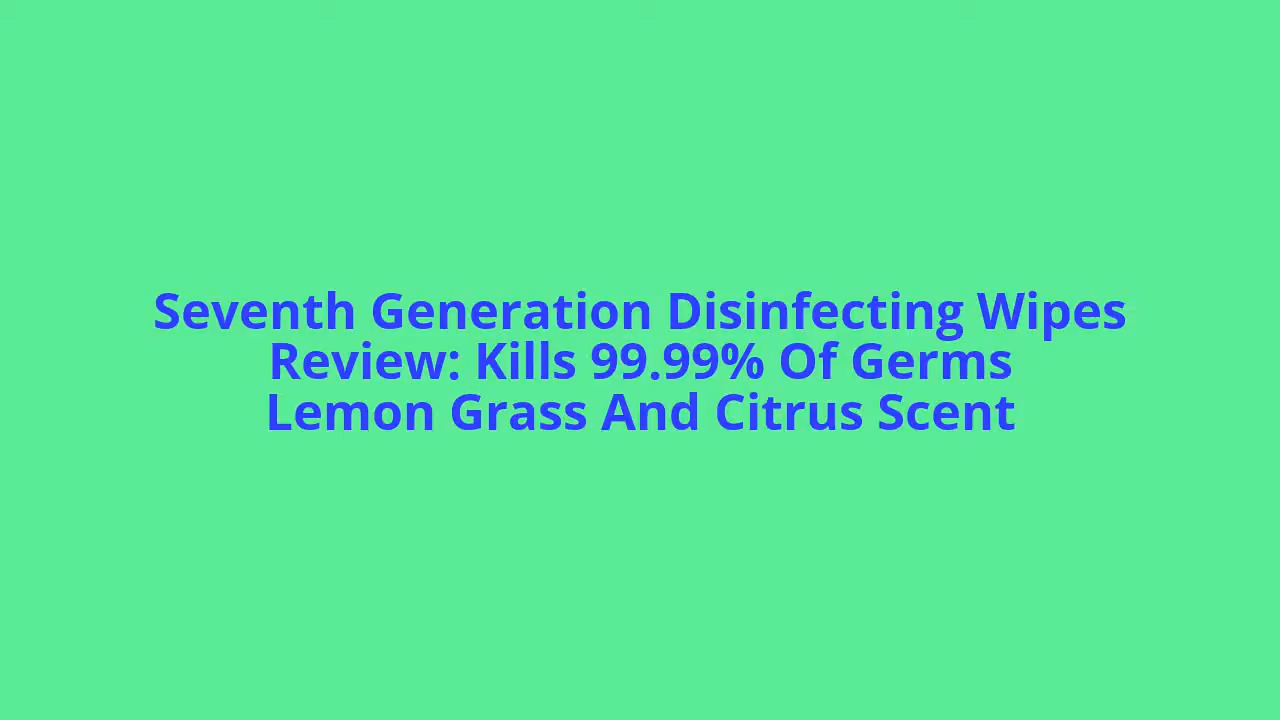 Seventh Generation Disinfecting Wipes
Review: Kills 99.99% Of Germs
Lemon Grass And Citrus Scent